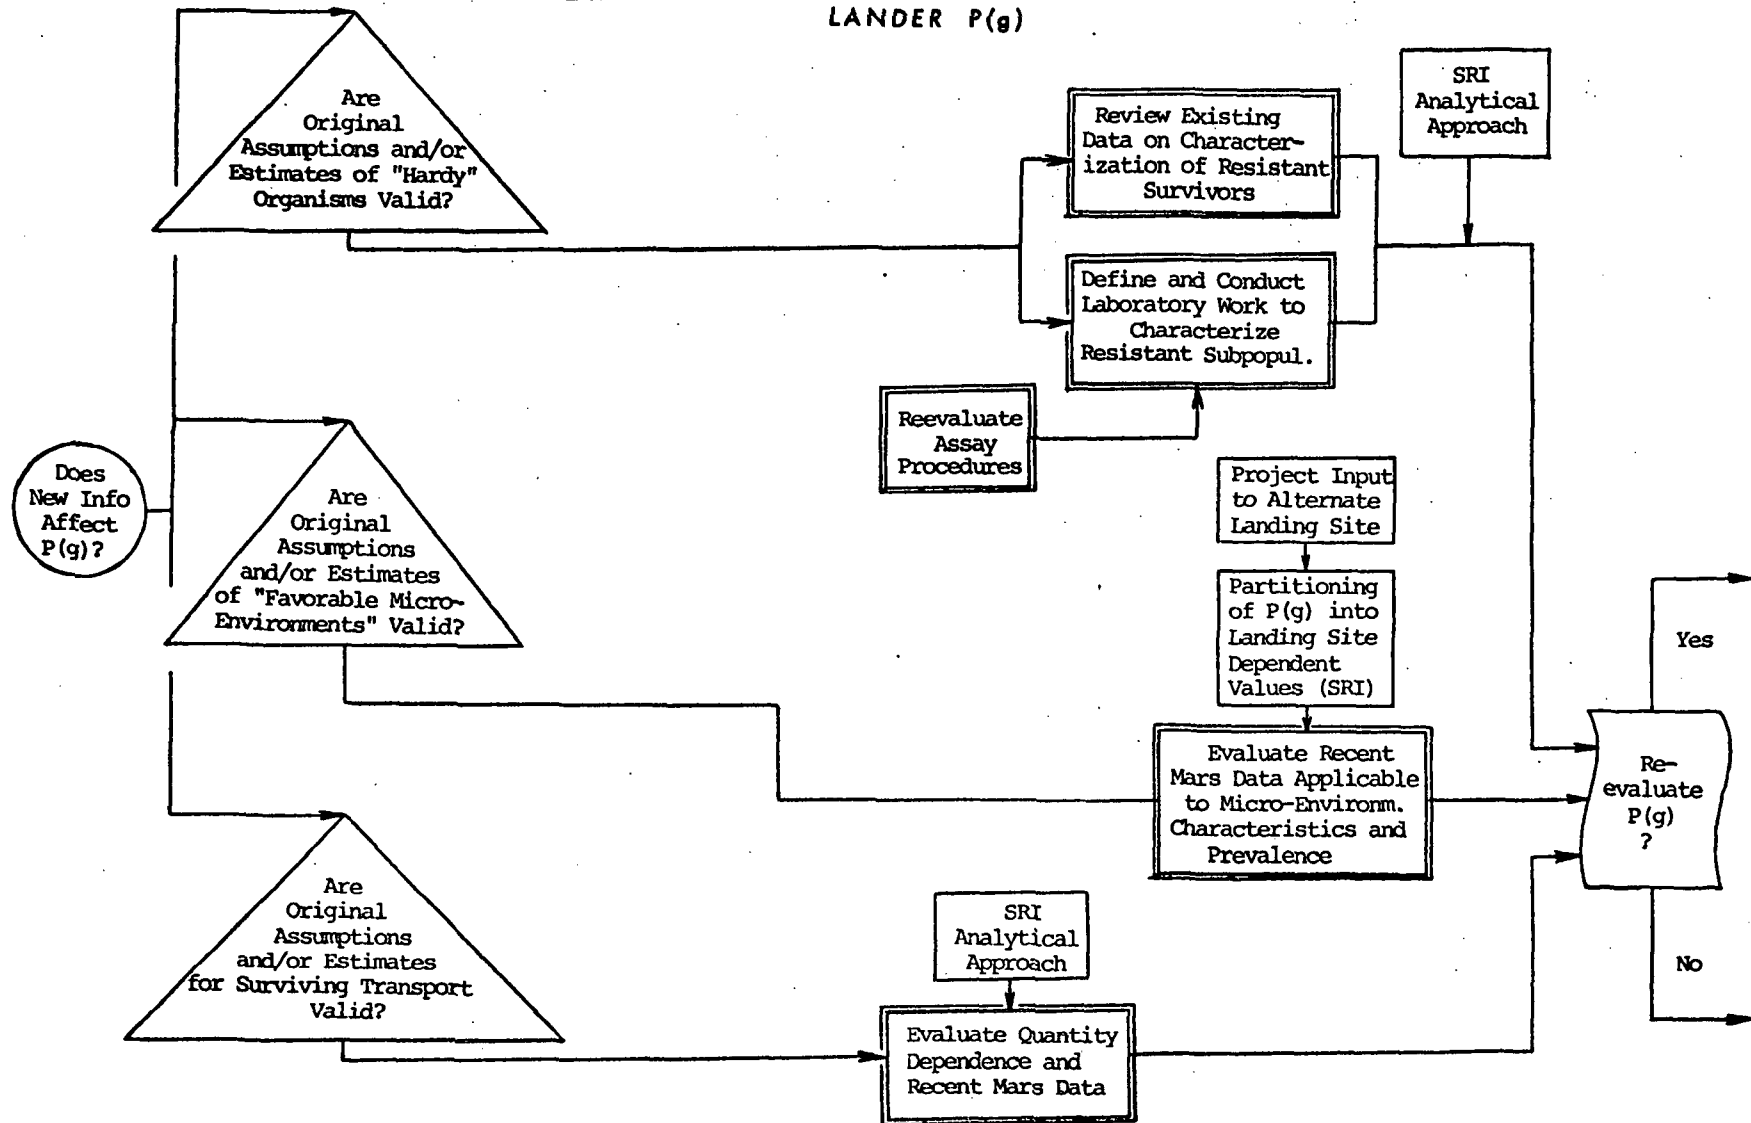 LANDER P(g)
Are
Original
Assumptions and/or
Estimates of "Hardy"
Organisms Valid?
Review Existing
Data on Character-
ization of Resistant
Survivors
SRI
Analytical
Approach
Define and Conduct
Laboratory Work to
Characterize
Resistant Subpopul.
Reevaluate
Assay
Procedures
Does
New Info
Affect
P(g)?
Are
Original
Assumptions
and/or Estimates
of "Favorable Micro-
Environments" Valid?
Project Input
to Alternate
Landing Site
Partitioning
of P(g) into
Landing Site
Dependent
Values (SRI)
Evaluate Recent
Mars Data Applicable
to Micro-Environm.
Characteristics and
Prevalence
Yes
Re-
evaluate
P(g)
?
No
Are
Original
Assumptions
and/or Estimates
for Surviving Transport
Valid?
SRI
Analytical
Approach
Evaluate Quantity
Dependence and
Recent Mars Data